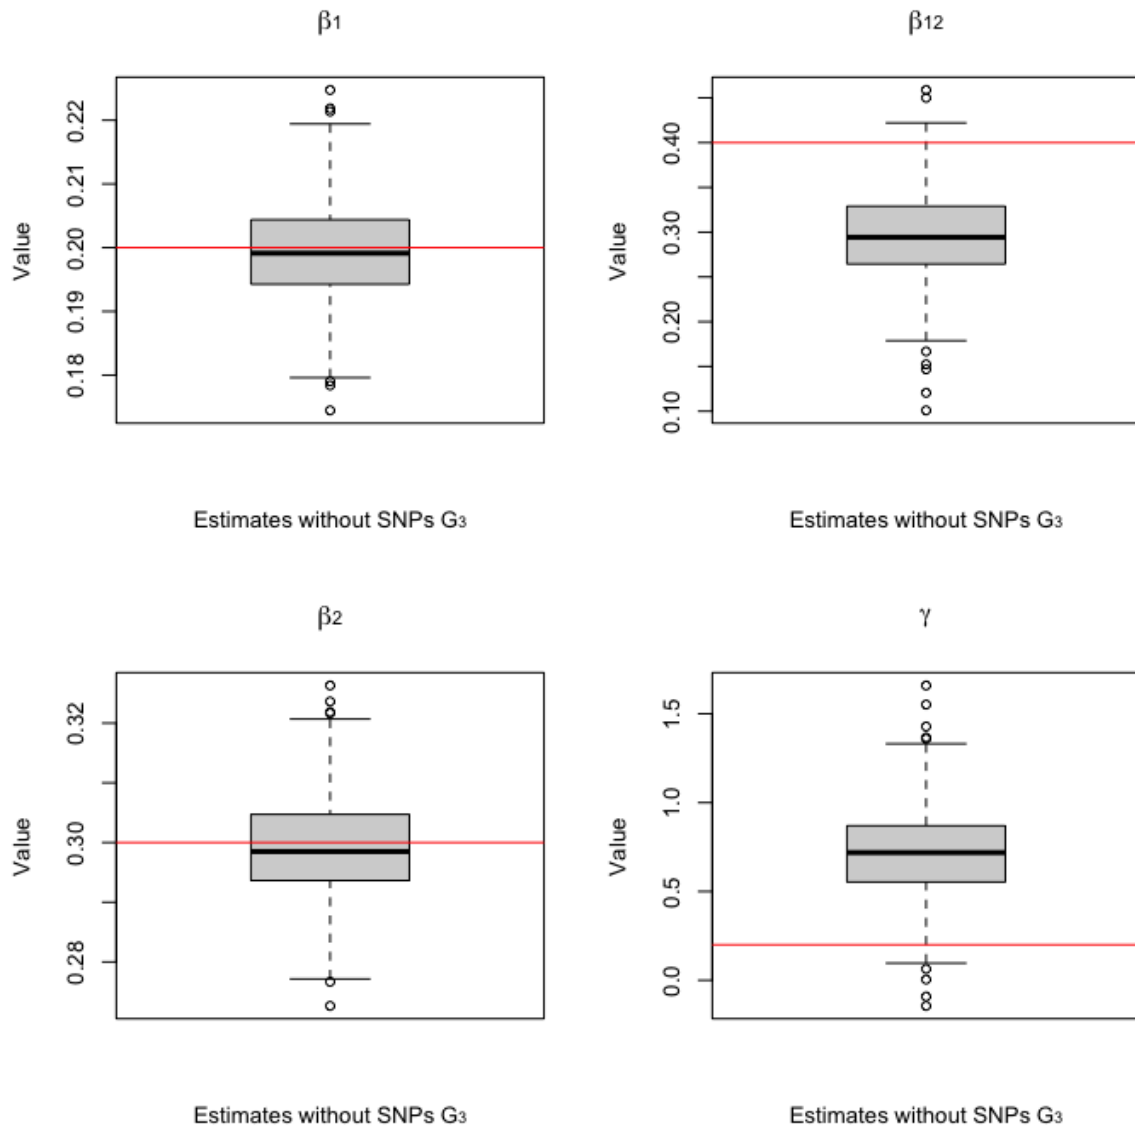 β1
Value
0.22
0.21
0.20
0.19
0.18
Estimates without SNPs G3
β12
Value
0.40
0.30
0.20
0.10
Estimates without SNPs G3
β2
Value
0.32
0.30
0.28
Estimates without SNPs G3
γ
Value
1.5
1.0
0.5
0.0
Estimates without SNPs G3